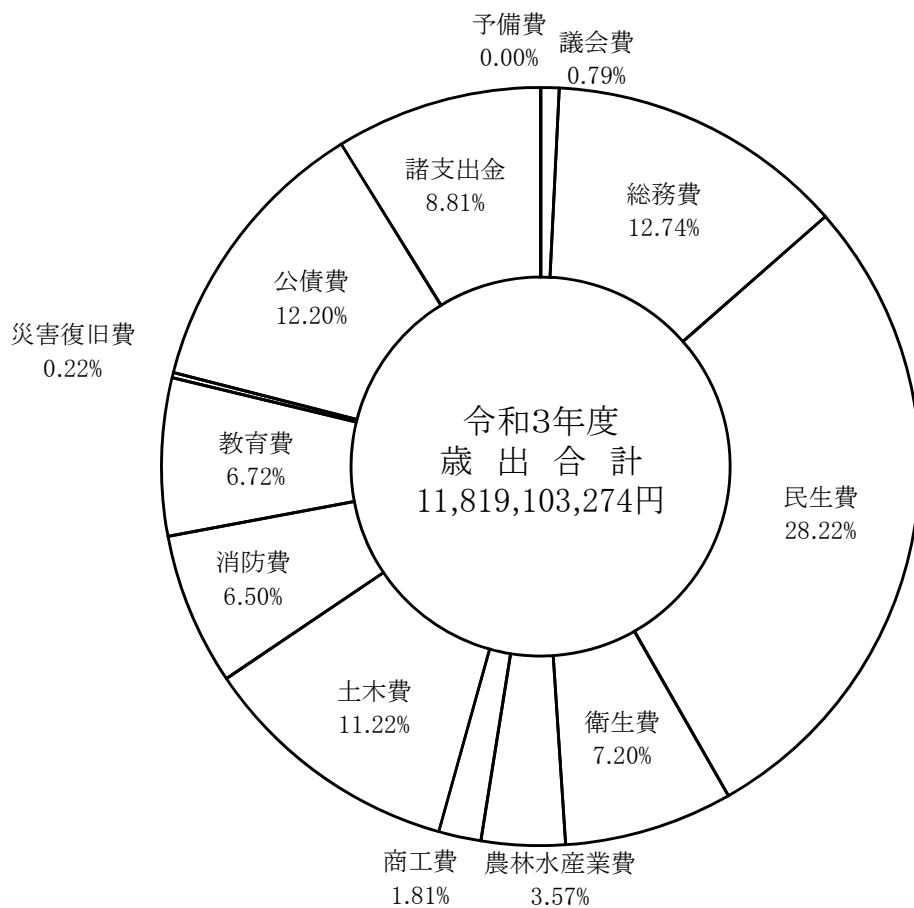 予備費
0.00%
議会費
0.79%
総務費
12.74%
民生費
28.22%
衛生費
7.20%
農林水産業費
3.57%
商工費
1.81%
土木費
11.22%
消防費
6.50%
教育費
6.72%
災害復旧費
0.22%
公債費
12.20%
諸支出金
8.81%
令和3年度
歳 出 合 計
11,819,103,274円